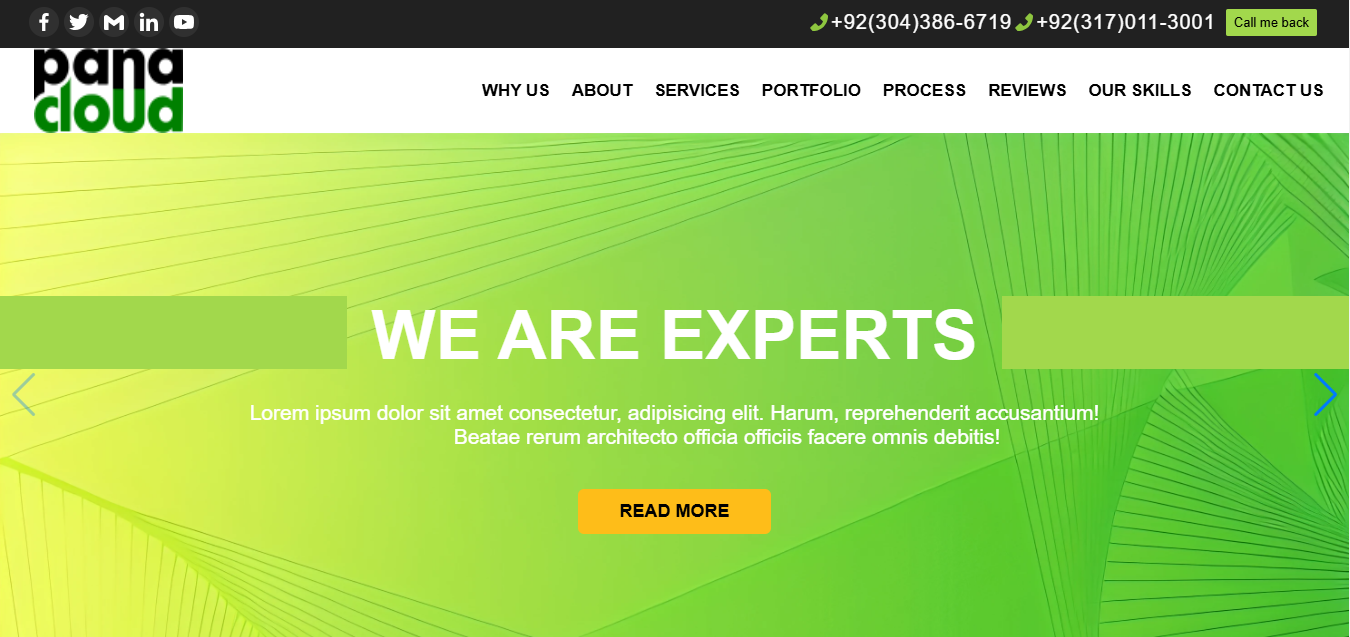 +92(304)386-6719 +92(317)011-3001 Call me back
pana
cloud
WHY US ABOUT SERVICES PORTFOLIO PROCESS REVIEWS OUR SKILLS CONTACT US
WE ARE EXPERTS
Lorem ipsum dolor sit amet consectetur, adipisicing elit. Harum, reprehenderit accusantium!
Beatae rerum architecto officia officiis facere omnis debitis!
READ MORE